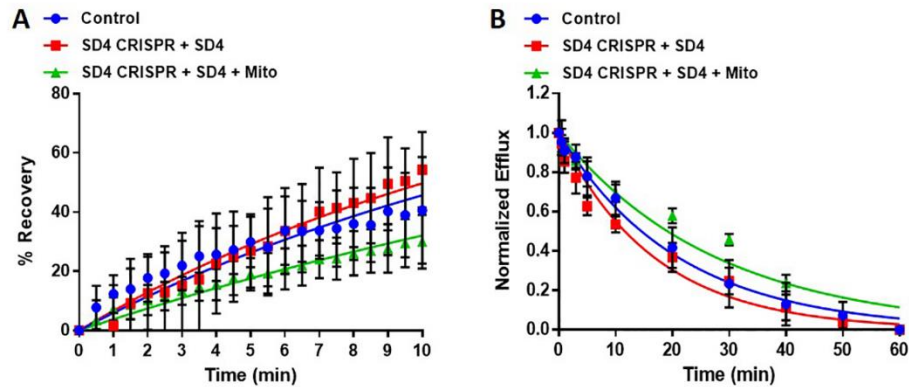 A
Control
SD4 CRISPR + SD4
SD4 CRISPR + SD4 + Mito
% Recovery
80
60
40
20
0
0 1 2 3 4 5 6 7 8 9 10
Time (min)
B
Control
SD4 CRISPR + SD4
SD4 CRISPR + SD4 + Mito
Normalized Efflux
1.2
1.0
0.8
0.6
0.4
0.2
0.0
0 10 20 30 40 50 60
Time (min)